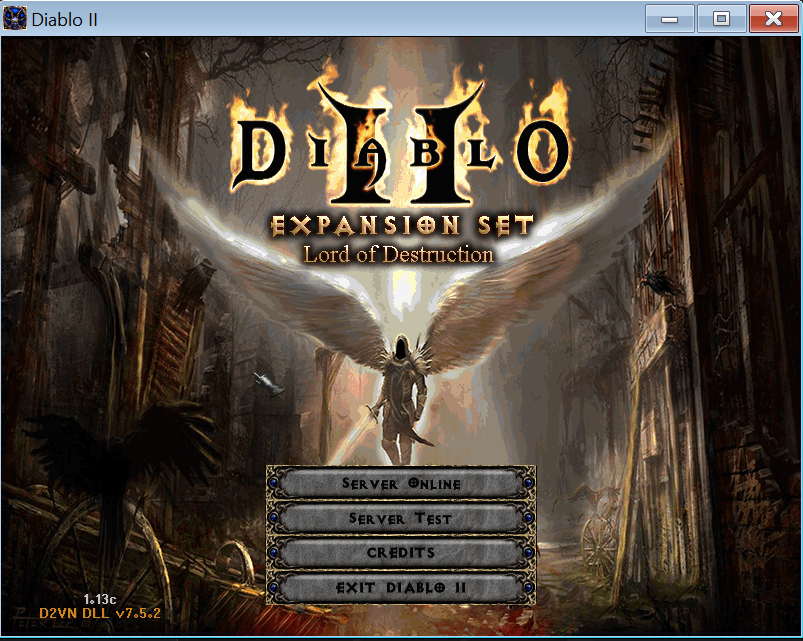 Diablo II
DIABLO
II
EXPANSION SET
Lord of Destruction
SERVER ONLINE
SERVER TEST
CREDITS
EXIT DIABLO II
1.13c
D2VN DLL v7.5.2